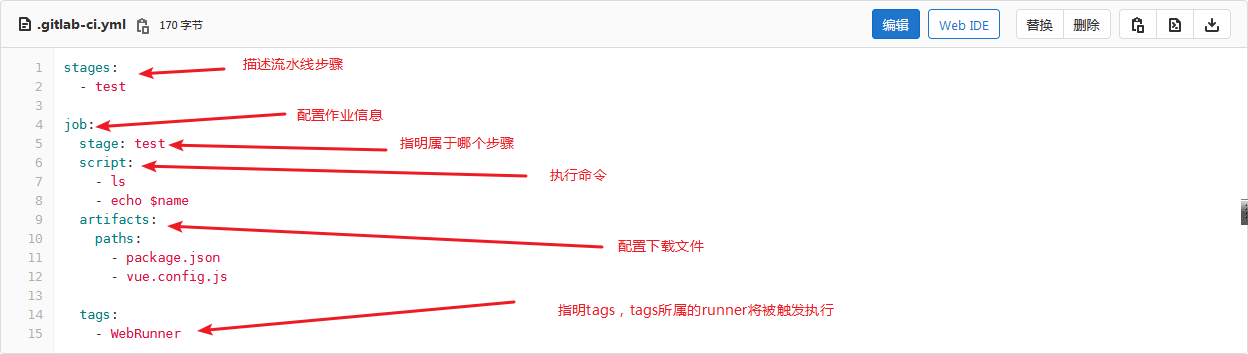 .gitlab-ci.yml 170 字节 编辑 Web IDE 替换 删除
1 stages: 描述流水线步骤
2 - test
3
4 job: 配置作业信息
5 stage: test 指明属于哪个步骤
6 script: 执行命令
7 - ls
8 - echo $name
9 artifacts:
10 paths: 配置下载文件
11 - package.json
12 - vue.config.js
13
14 tags: 指明tags，tags所属的runner将被触发执行
15 - WebRunner